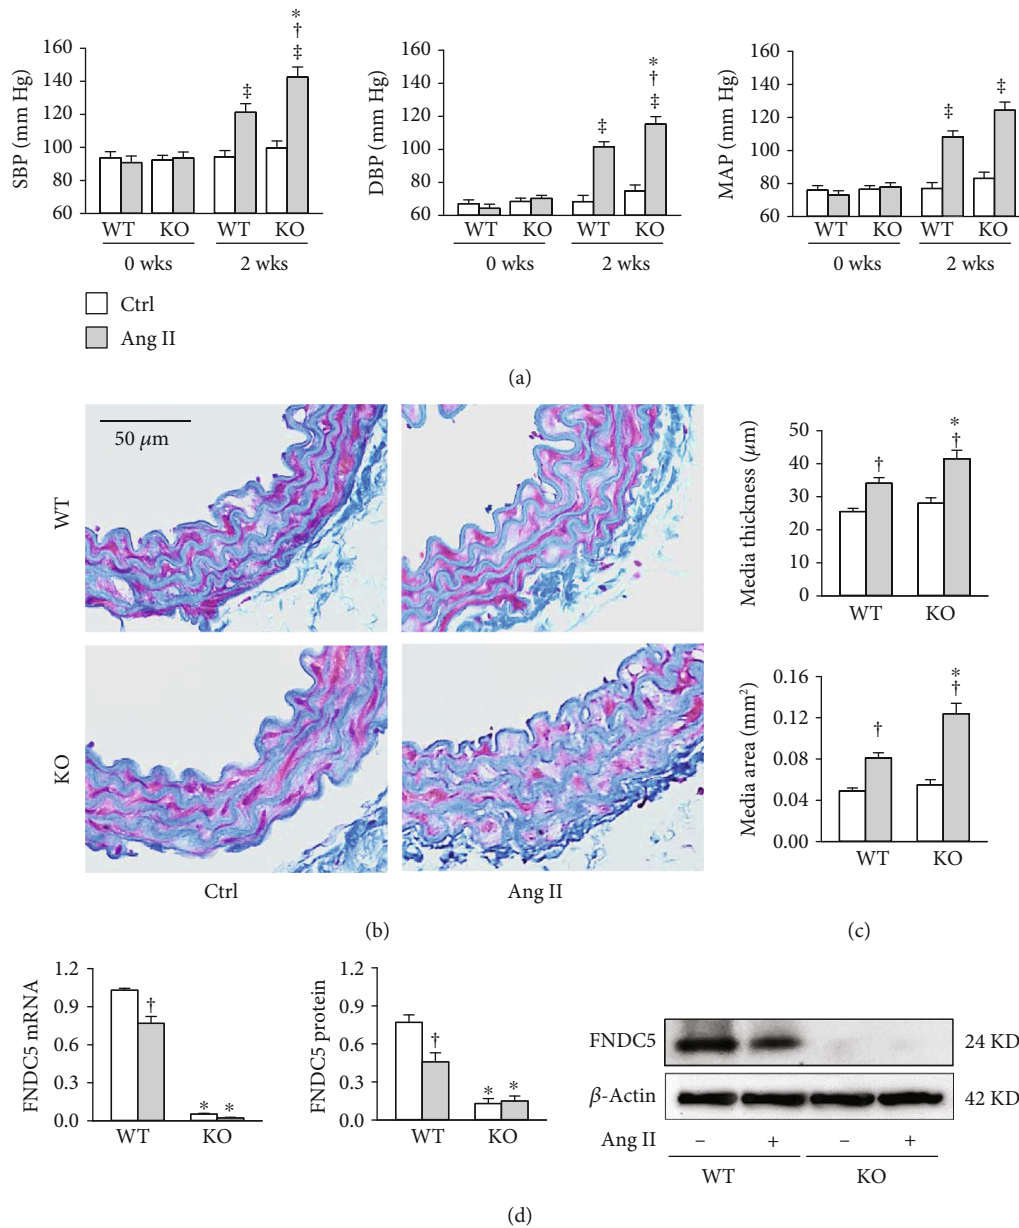 *
†
‡
‡
160
140
120
100
80
60
SBP (mm Hg)
WT KO WT KO
0 wks 2 wks
*
†
‡
‡
160
140
120
100
80
60
DBP (mm Hg)
WT KO WT KO
0 wks 2 wks
‡
‡
160
140
120
100
80
60
MAP (mm Hg)
WT KO WT KO
0 wks 2 wks
Ctrl
Ang II
(a)
50 μm
WT
KO
Ctrl Ang II
(b)
*
†
†
50
40
30
20
10
0
Media thickness (μm)
WT KO
*
†
†
0.16
0.12
0.08
0.04
0.00
Media area (mm²)
WT KO
(c)
1.2
0.9
0.6
0.3
0.0
FNDC5 mRNA
†
* *
WT KO
1.2
0.9
0.6
0.3
0.0
FNDC5 protein
†
* *
WT KO
FNDC5 24 KD
β-Actin 42 KD
Ang II – + – +
WT KO
(d)